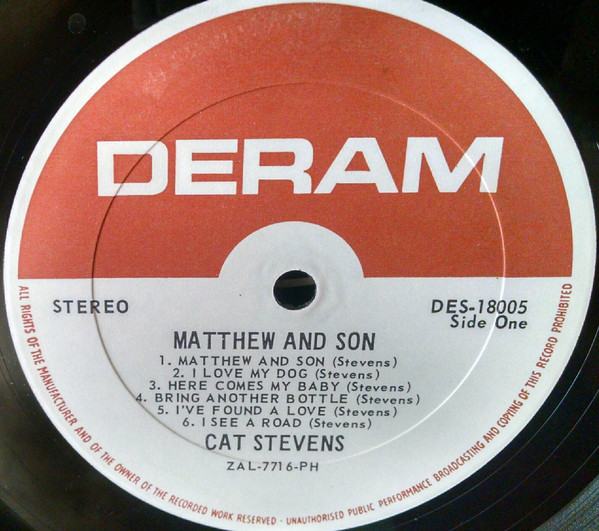 DERAM
STEREO
DES-18005
Side One
MATTHEW AND SON
1. MATTHEW AND SON (Stevens)
2. I LOVE MY DOG (Stevens)
3. HERE COMES MY BABY (Stevens)
4. BRING ANOTHER BOTTLE (Stevens)
5. I'VE FOUND A LOVE (Stevens)
6. I SEE A ROAD (Stevens)
CAT STEVENS
ZAL-7716-PH
ALL RIGHTS OF THE MANUFACTURER AND OF THE OWNER OF THE RECORDED WORK RESERVED - UNAUTHORISED PUBLIC PERFORMANCE BROADCASTING AND COPYING OF THIS RECORD PROHIBITED